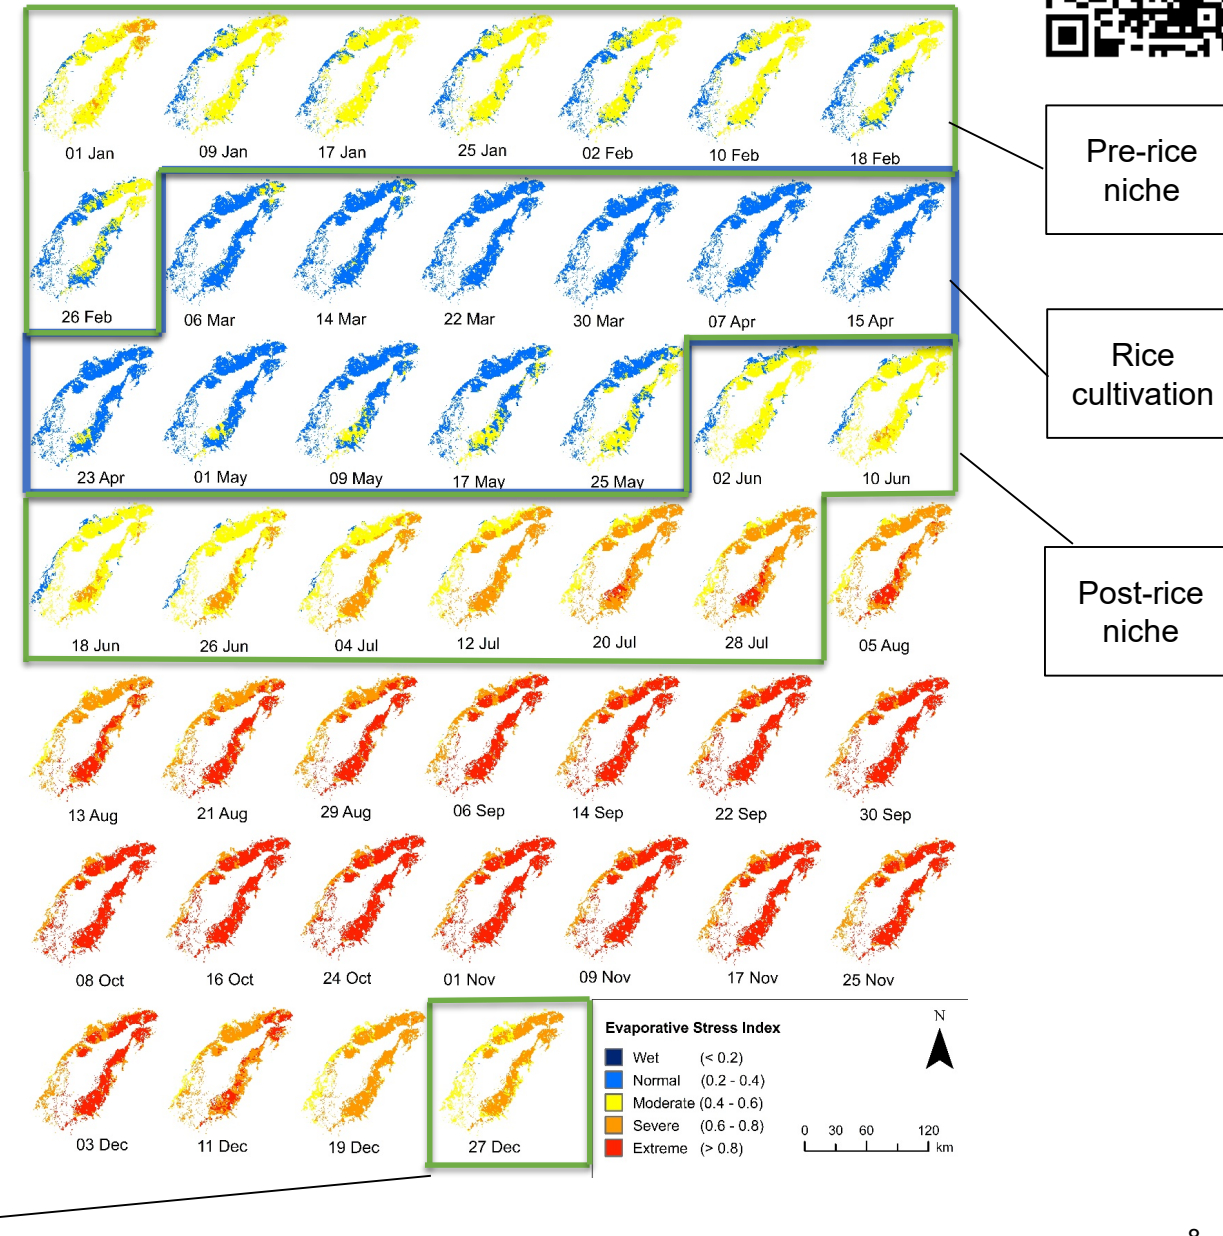 01 Jan 09 Jan 17 Jan 25 Jan 02 Feb 10 Feb 18 Feb
Pre-rice
niche
26 Feb 06 Mar 14 Mar 22 Mar 30 Mar 07 Apr 15 Apr
Rice
cultivation
23 Apr 01 May 09 May 17 May 25 May 02 Jun 10 Jun
Post-rice
niche
18 Jun 26 Jun 04 Jul 12 Jul 20 Jul 28 Jul 05 Aug
13 Aug 21 Aug 29 Aug 06 Sep 14 Sep 22 Sep 30 Sep
08 Oct 16 Oct 24 Oct 01 Nov 09 Nov 17 Nov 25 Nov
03 Dec 11 Dec 19 Dec 27 Dec
Evaporative Stress Index
Wet (< 0.2)
Normal (0.2 - 0.4)
Moderate (0.4 - 0.6)
Severe (0.6 - 0.8)
Extreme (> 0.8)
N
0 30 60 120
km